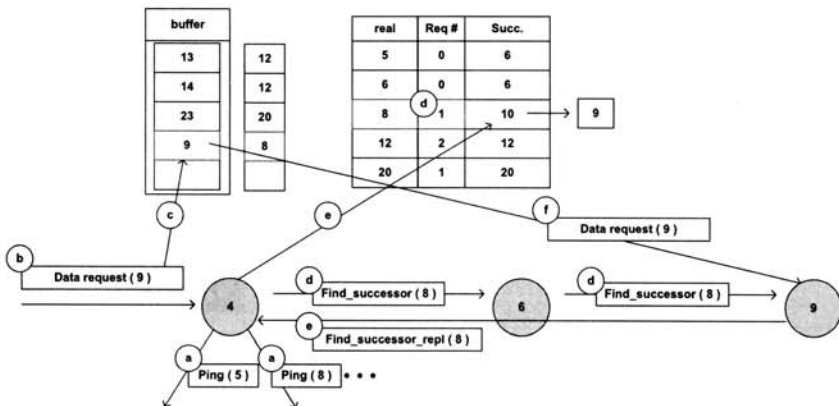 buffer
13 12
14 12
23 20
9 8
real Req # Succ.
5 0 6
6 0 6
d
8 1 10 9
12 2 12
20 1 20
c
e
f
Data request ( 9 )
b
Data request ( 9 )
4
d
Find_successor ( 8 )
6
d
Find_successor ( 8 )
9
e
Find_successor_repl ( 8 )
a
Ping ( 5 )
a
Ping ( 8 )
• • •